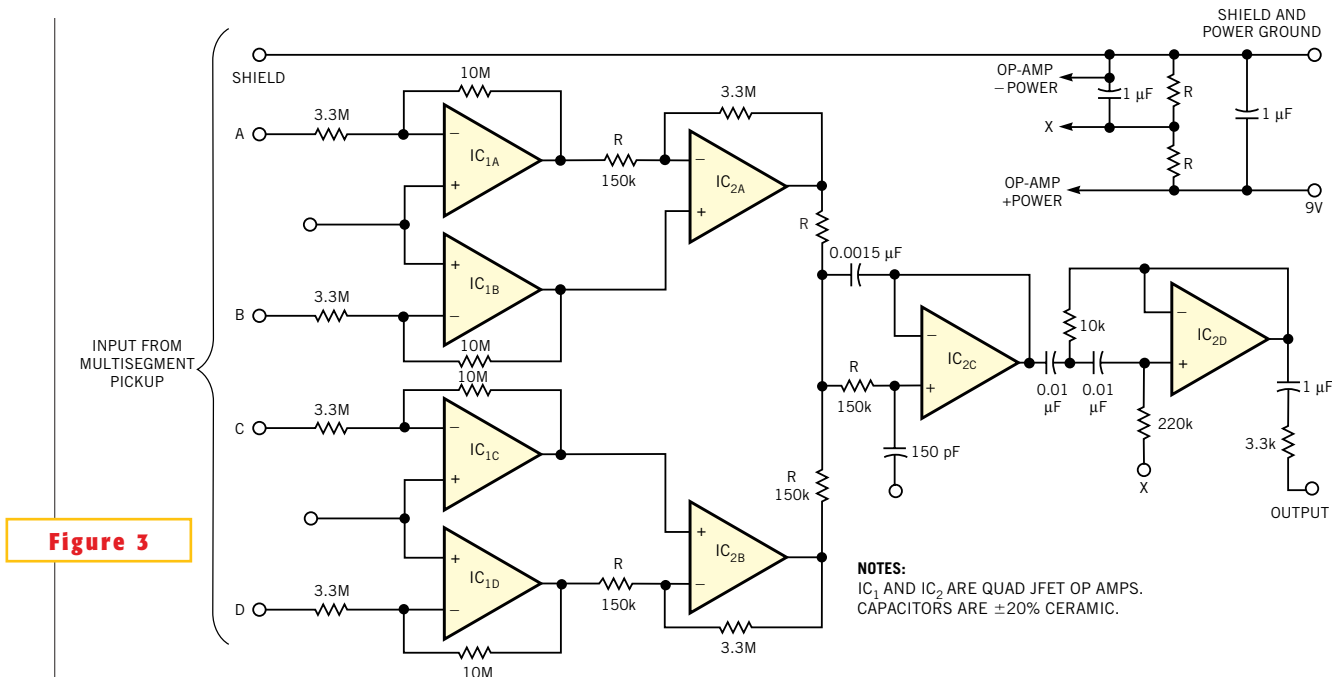 SHIELD AND
POWER GROUND
SHIELD
10M
3.3M
OP-AMP
−POWER
1 µF
R
1 µF
X
R
OP-AMP
+POWER
9V
A
3.3M
IC1A
R
150k
IC2A
R
0.0015 µF
IC1B
B
3.3M
10M
INPUT FROM
MULTISEGMENT
PICKUP
10M
C
3.3M
IC1C
R
150k
IC2C
150 pF
0.01
µF
0.01
µF
10k
IC2D
220k
X
1 µF
3.3k
OUTPUT
R
150k
Figure 3
IC1D
R
150k
IC2B
D
3.3M
10M
3.3M
NOTES:
IC1 AND IC2 ARE QUAD JFET OP AMPS.
CAPACITORS ARE ±20% CERAMIC.